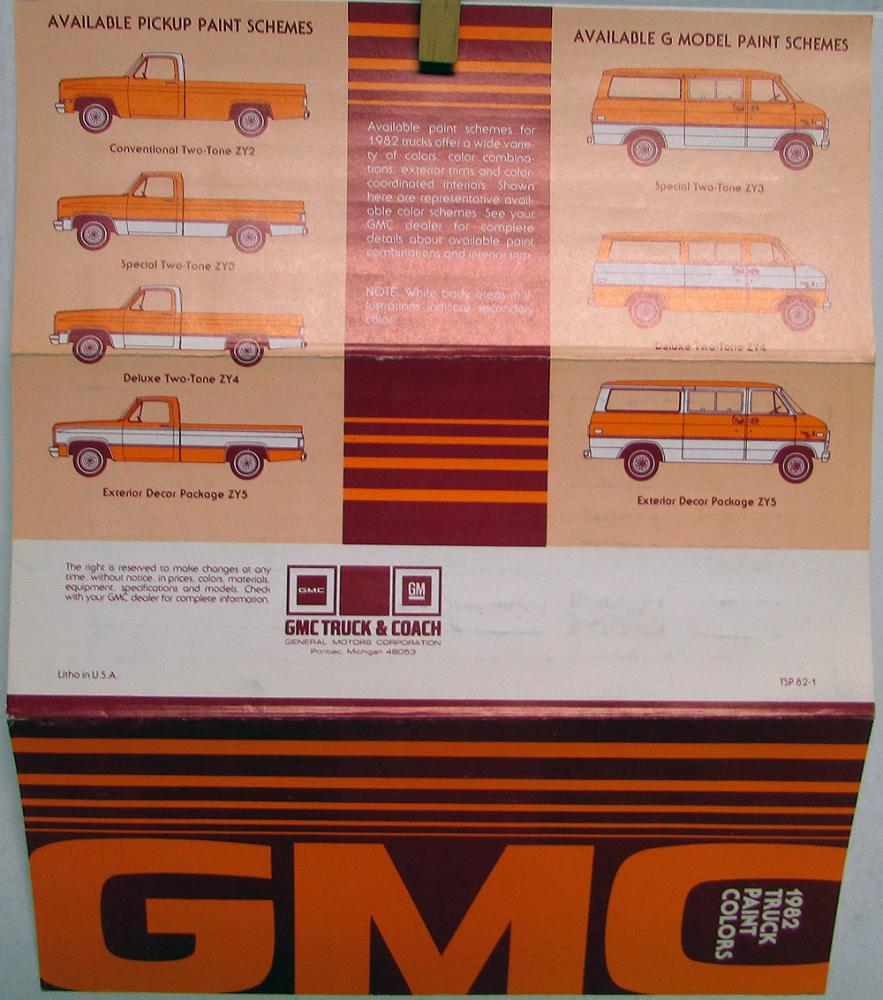 AVAILABLE PICKUP PAINT SCHEMES
Conventional Two-Tone ZY2
Special Two-Tone ZY3
Deluxe Two-Tone ZY4
Exterior Decor Package ZY5
Available paint schemes for
1982 trucks offer a wide varie-
ty of colors, color combina-
tions, exterior trims and color-
coordinated interiors. Shown
here are representative avail-
able color schemes. See your
GMC dealer for complete
details about available paint
combinations and interior trim.
NOTE: White body areas in il-
lustrations indicate secondary
color.
AVAILABLE G MODEL PAINT SCHEMES
Special Two-Tone ZY3
Deluxe Two-Tone ZY4
Exterior Decor Package ZY5
The right is reserved to make changes at any
time, without notice, in prices, colors, materials,
equipment, specifications and models. Check
with your GMC dealer for complete information.
GMC
GM
GMC TRUCK & COACH
GENERAL MOTORS CORPORATION
Pontiac, Michigan 48053
Litho in U.S.A.
TSP 82-1
GMC
1982
TRUCK
PAINT
COLORS